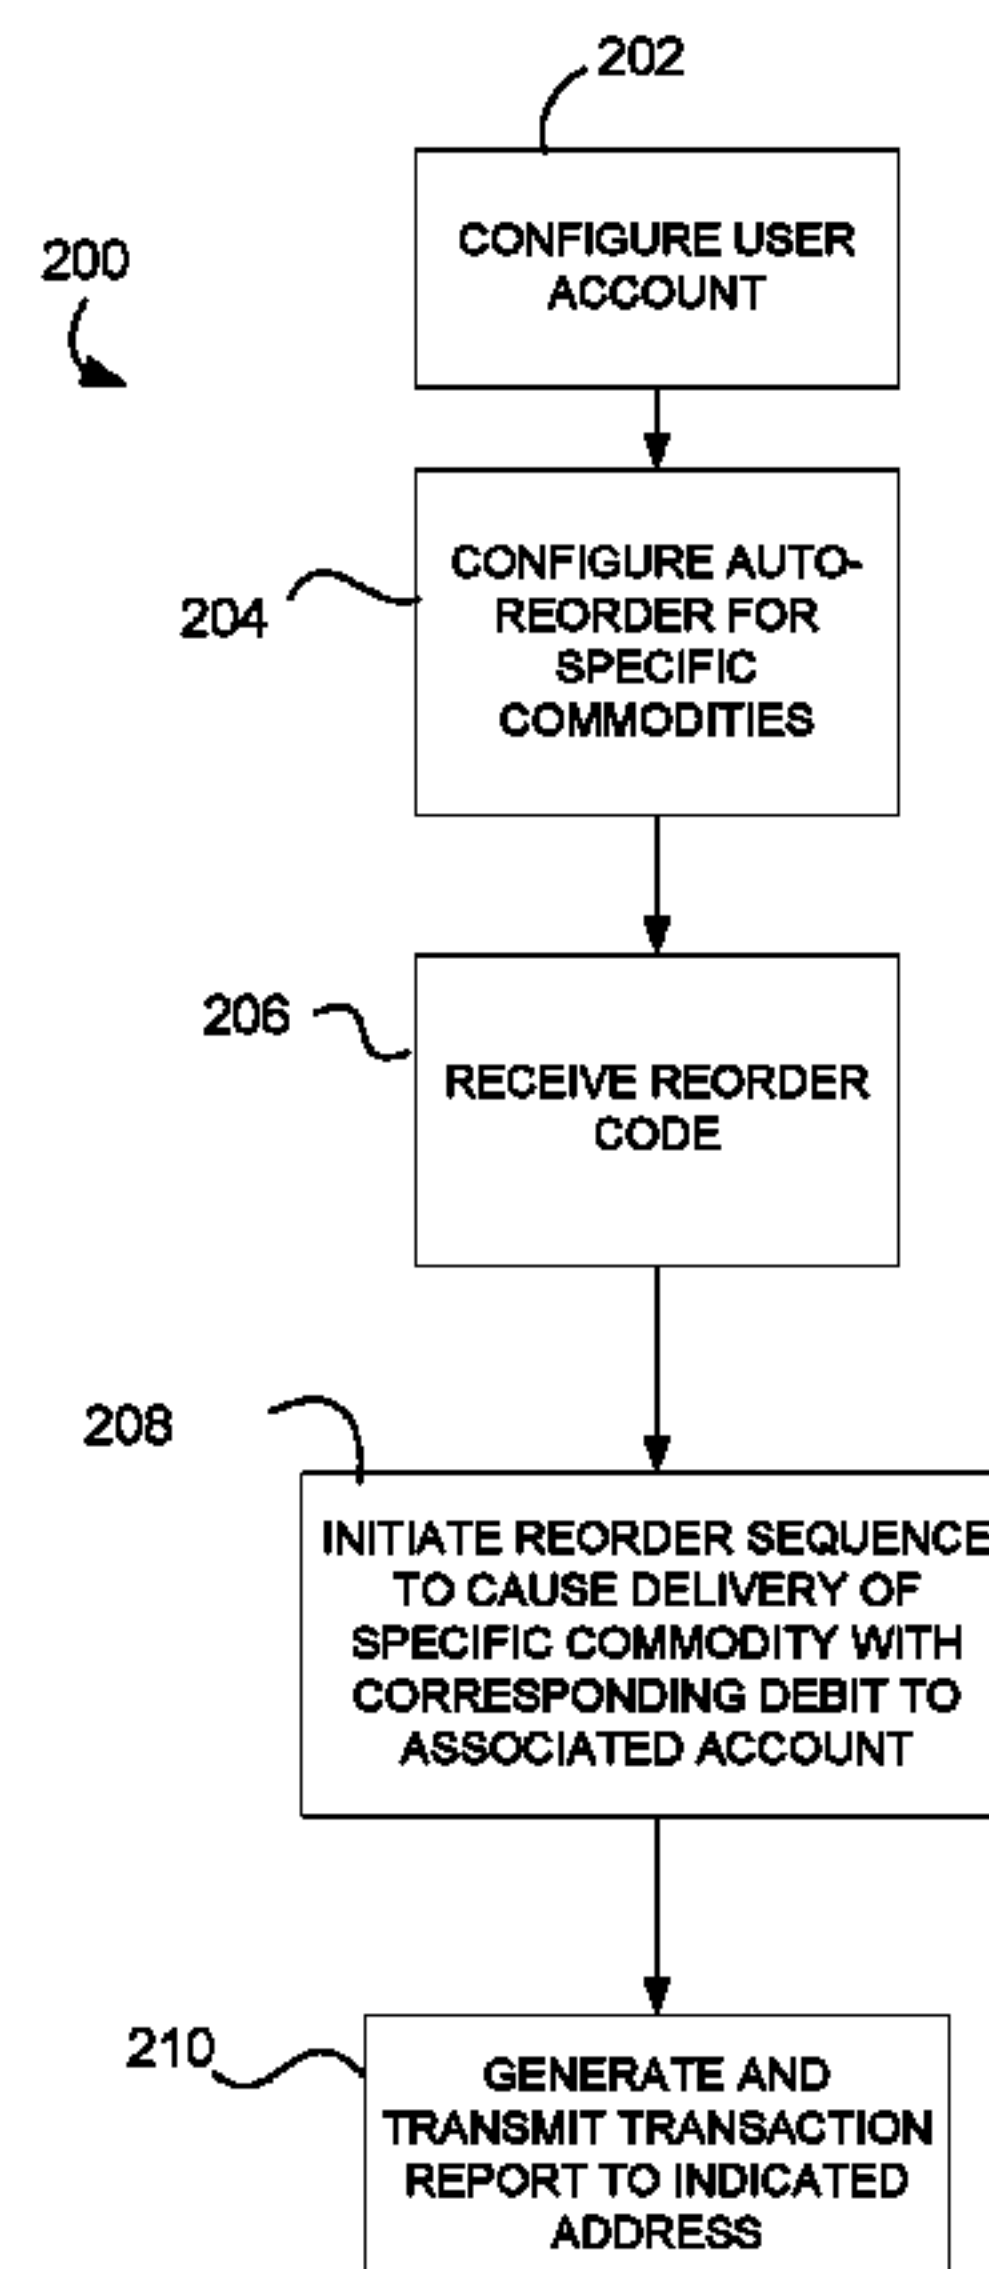 202
CONFIGURE USER
ACCOUNT
200
CONFIGURE AUTO-
REORDER FOR
SPECIFIC
COMMODITIES
204
206
RECEIVE REORDER
CODE
208
INITIATE REORDER SEQUENCE
TO CAUSE DELIVERY OF
SPECIFIC COMMODITY WITH
CORRESPONDING DEBIT TO
ASSOCIATED ACCOUNT
210
GENERATE AND
TRANSMIT TRANSACTION
REPORT TO INDICATED
ADDRESS